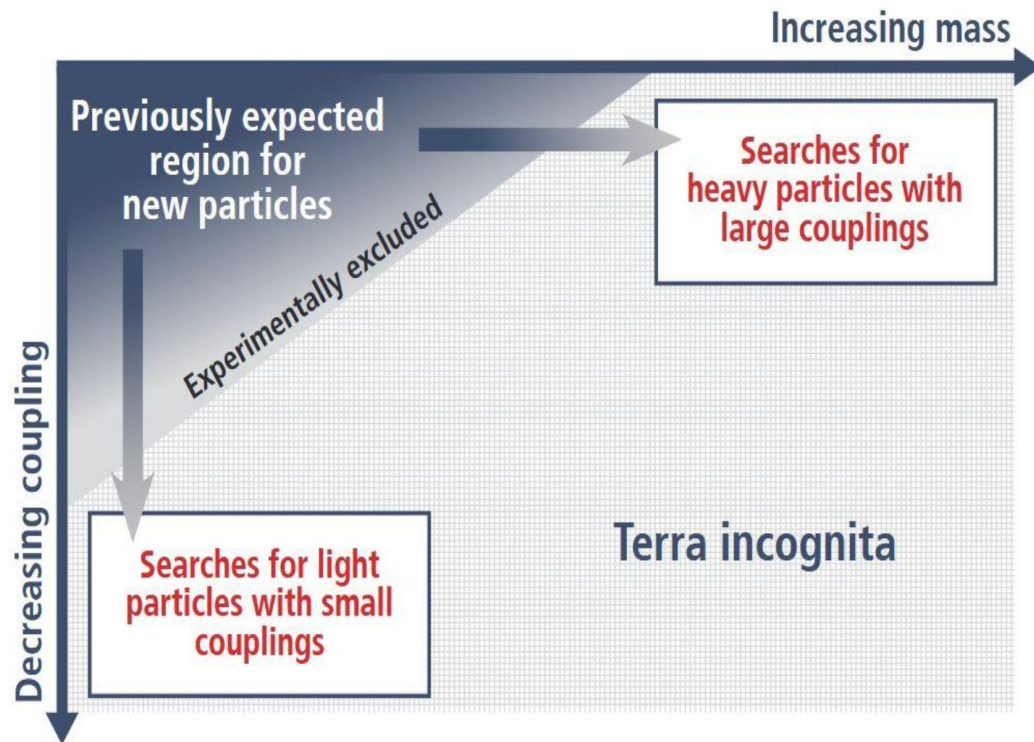 Increasing mass
Previously expected
region for
new particles
Searches for
heavy particles with
large couplings
Experimentally excluded
Decreasing coupling
Terra incognita
Searches for light
particles with small
couplings